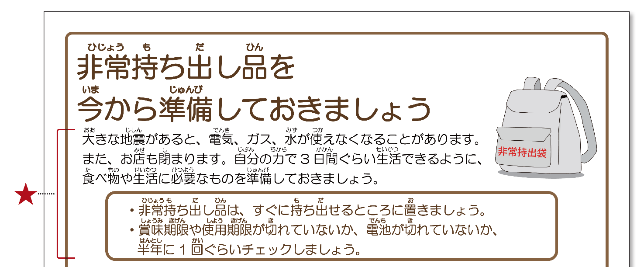 非常持ち出し品を
今から準備しておきましょう
大きな地震があると、電気、ガス、水が使えなくなることがあります。
また、お店も閉まります。自分の力で3日間ぐらい生活できるように、
食べ物や生活に必要なものを準備しておきましょう。
非常持出袋
・非常持ち出し品は、すぐに持ち出せるところに置きましょう。
・賞味期限や使用期限が切れていないか、電池が切れていないか、
半年に1回ぐらいチェックしましょう。